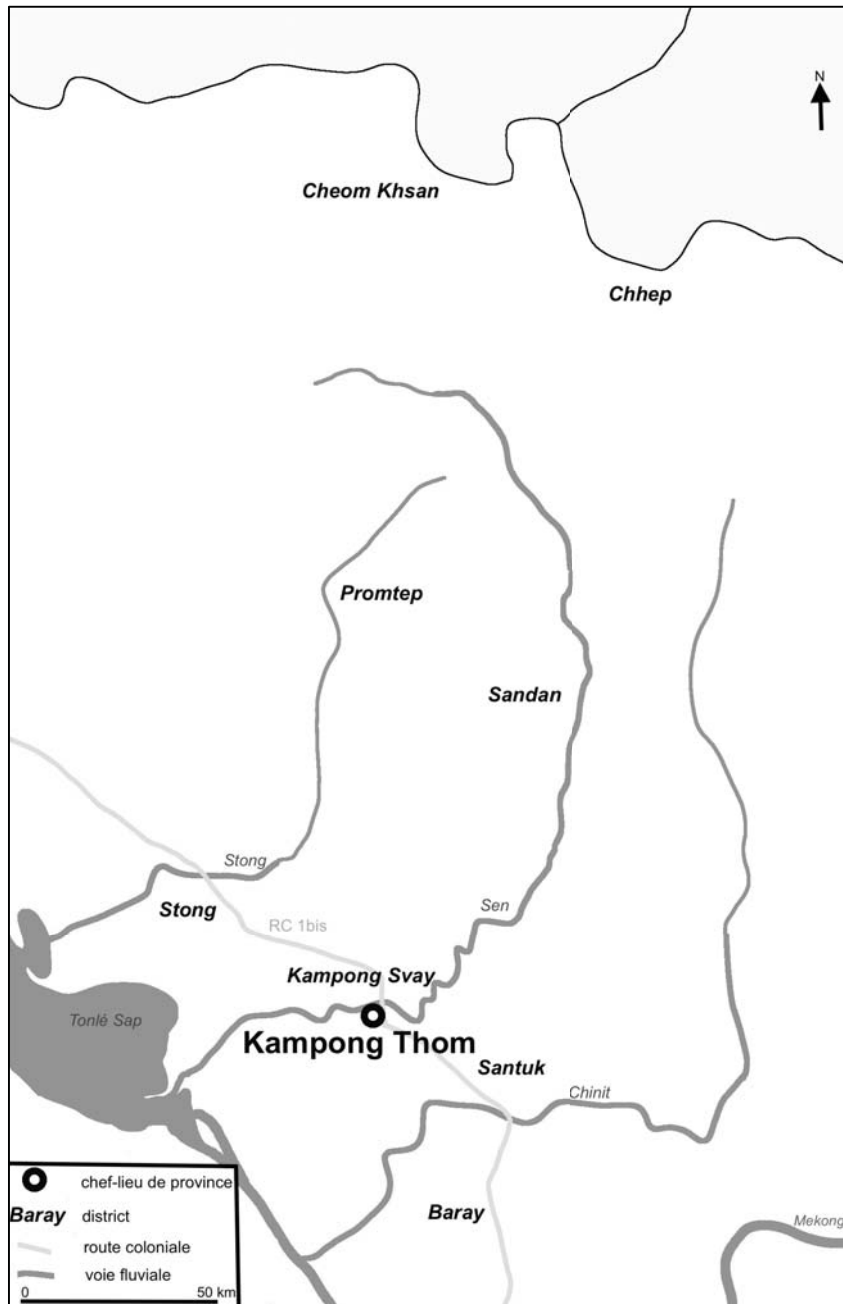 N
Cheom Khsan
Chhep
Promtep
Sandan
Stong
Stong
Sen
RC 1bis
Kampong Svay
Tonlé Sap
Kampong Thom
Santuk
Chinit
Baray
Mekong
chef-lieu de province
Baray district
route coloniale
voie fluviale
0 50 km